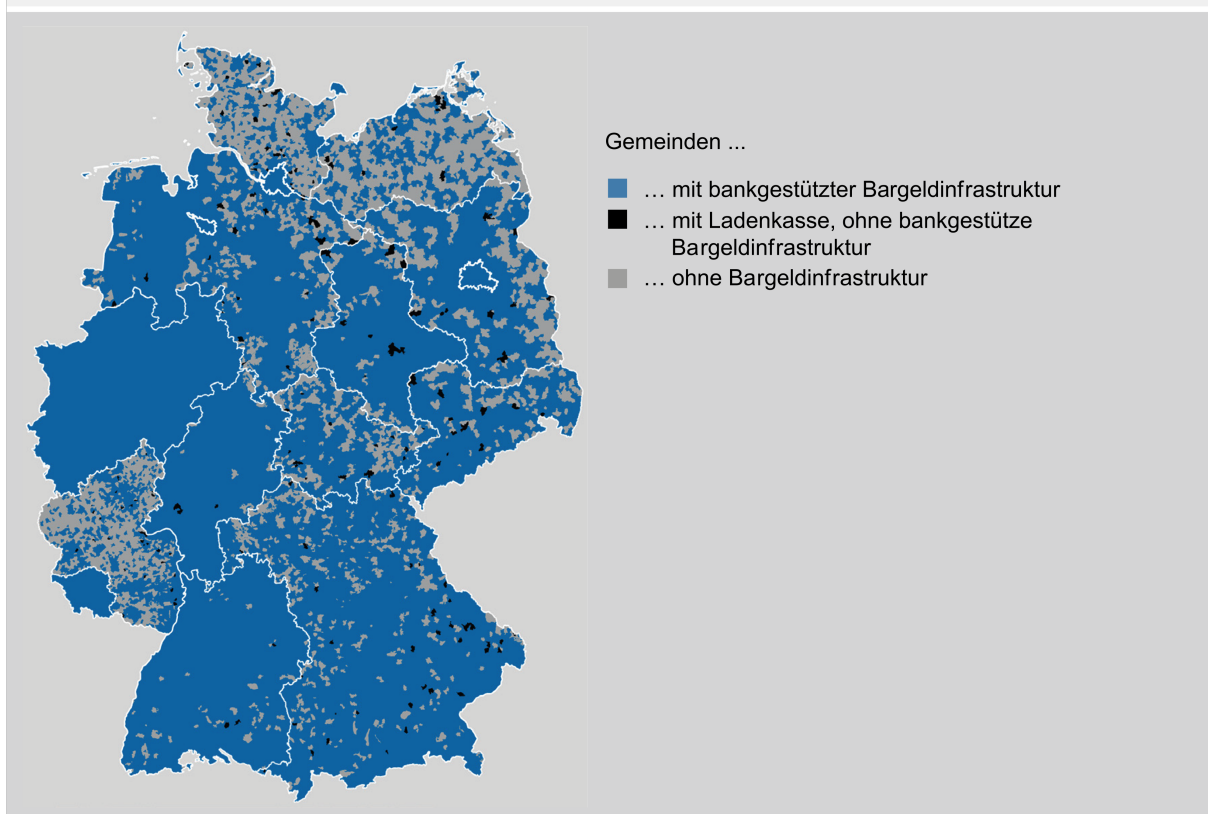 Gemeinden ...
… mit bankgestützter Bargeldinfrastruktur
… mit Ladenkasse, ohne bankgestütze
Bargeldinfrastruktur
… ohne Bargeldinfrastruktur